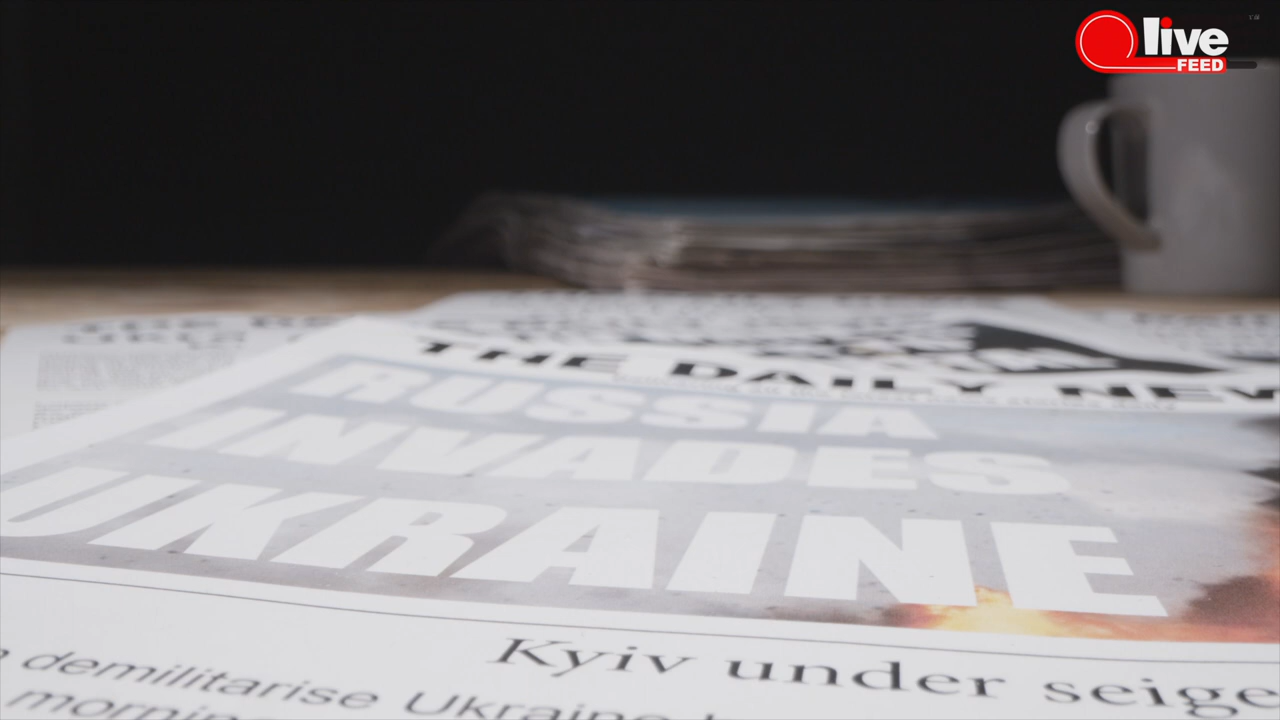 live
FEED
THE DAILY NEW
RUSSIA
INVADES
UKRAINE
Kyiv under seige
demilitarise Ukraine